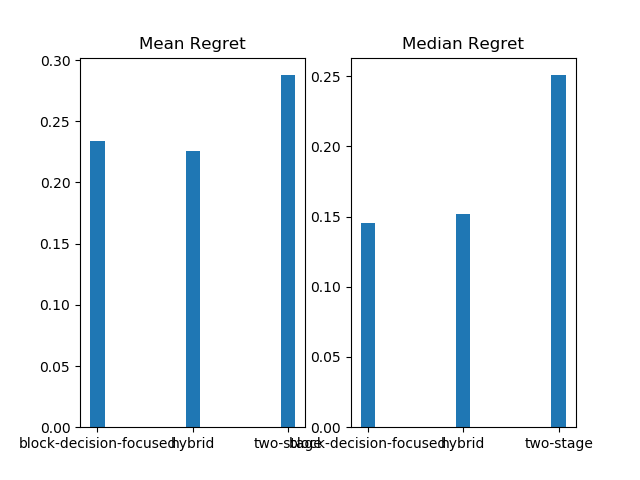 Mean Regret
0.30
0.25
0.20
0.15
0.10
0.05
0.00
block-decision-focused
hybrid
two-stage
Median Regret
0.25
0.20
0.15
0.10
0.05
0.00
block-decision-focused
hybrid
two-stage